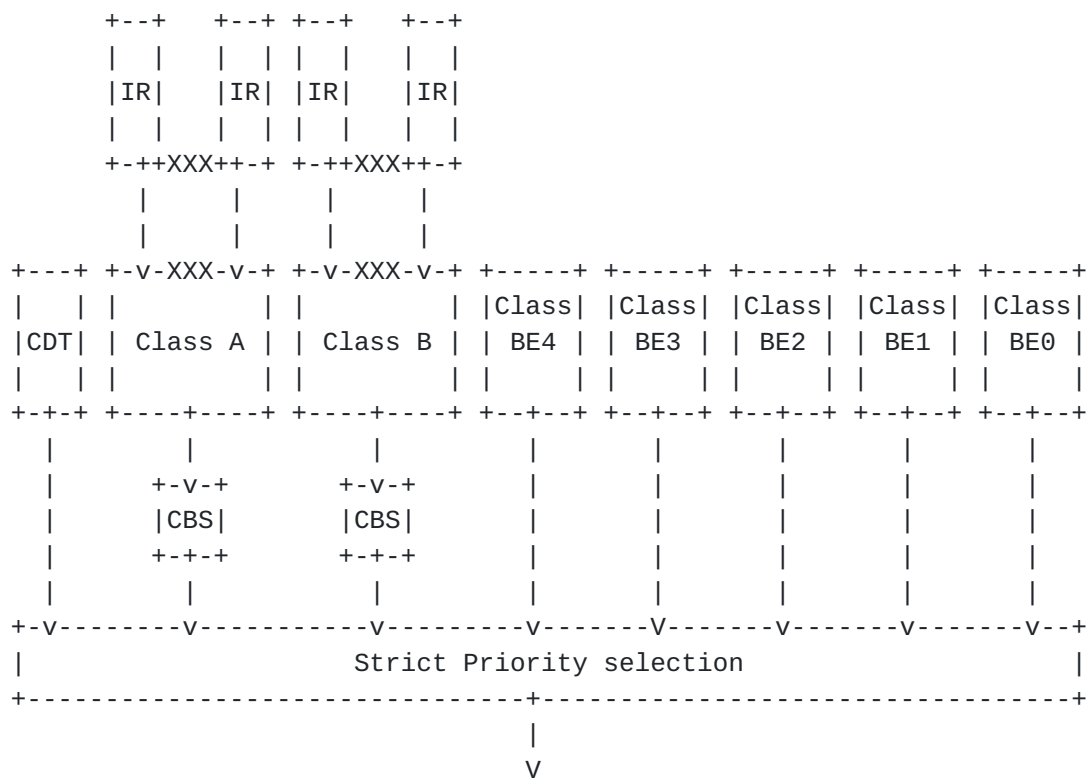 IR IR IR IR
XXX XXX
XXX XXX
Class Class Class Class Class
CDT Class A Class B BE4 BE3 BE2 BE1 BE0
v v
CBS CBS
v v v v V v v v
Strict Priority selection
V